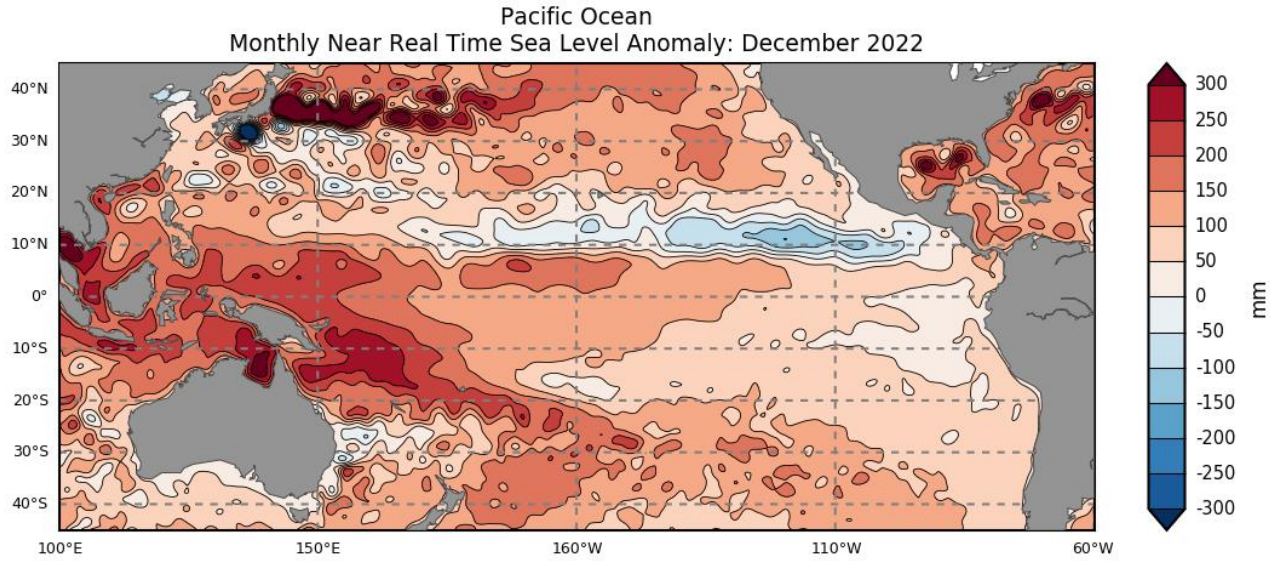 Pacific Ocean
Monthly Near Real Time Sea Level Anomaly: December 2022
40°N
30°N
20°N
10°N
0°
10°S
20°S
30°S
40°S
100°E
150°E
160°W
110°W
60°W
300
250
200
150
100
50
0
-50
-100
-150
-200
-250
-300
mm